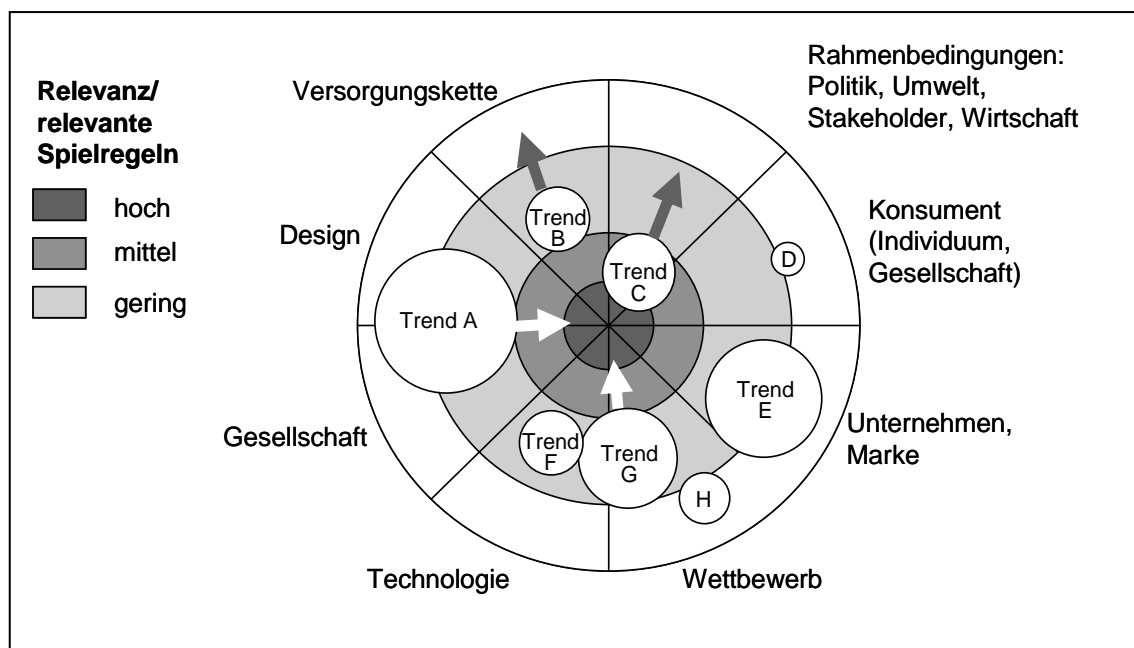 Relevanz/
relevante
Spielregeln
hoch
mittel
gering
Versorgungskette
Rahmenbedingungen:
Politik, Umwelt,
Stakeholder, Wirtschaft
Design
Konsument
(Individuum,
Gesellschaft)
Trend
B
Trend
C
D
Trend A
Trend
E
Gesellschaft
Unternehmen,
Marke
Trend
F
Trend
G
H
Technologie
Wettbewerb